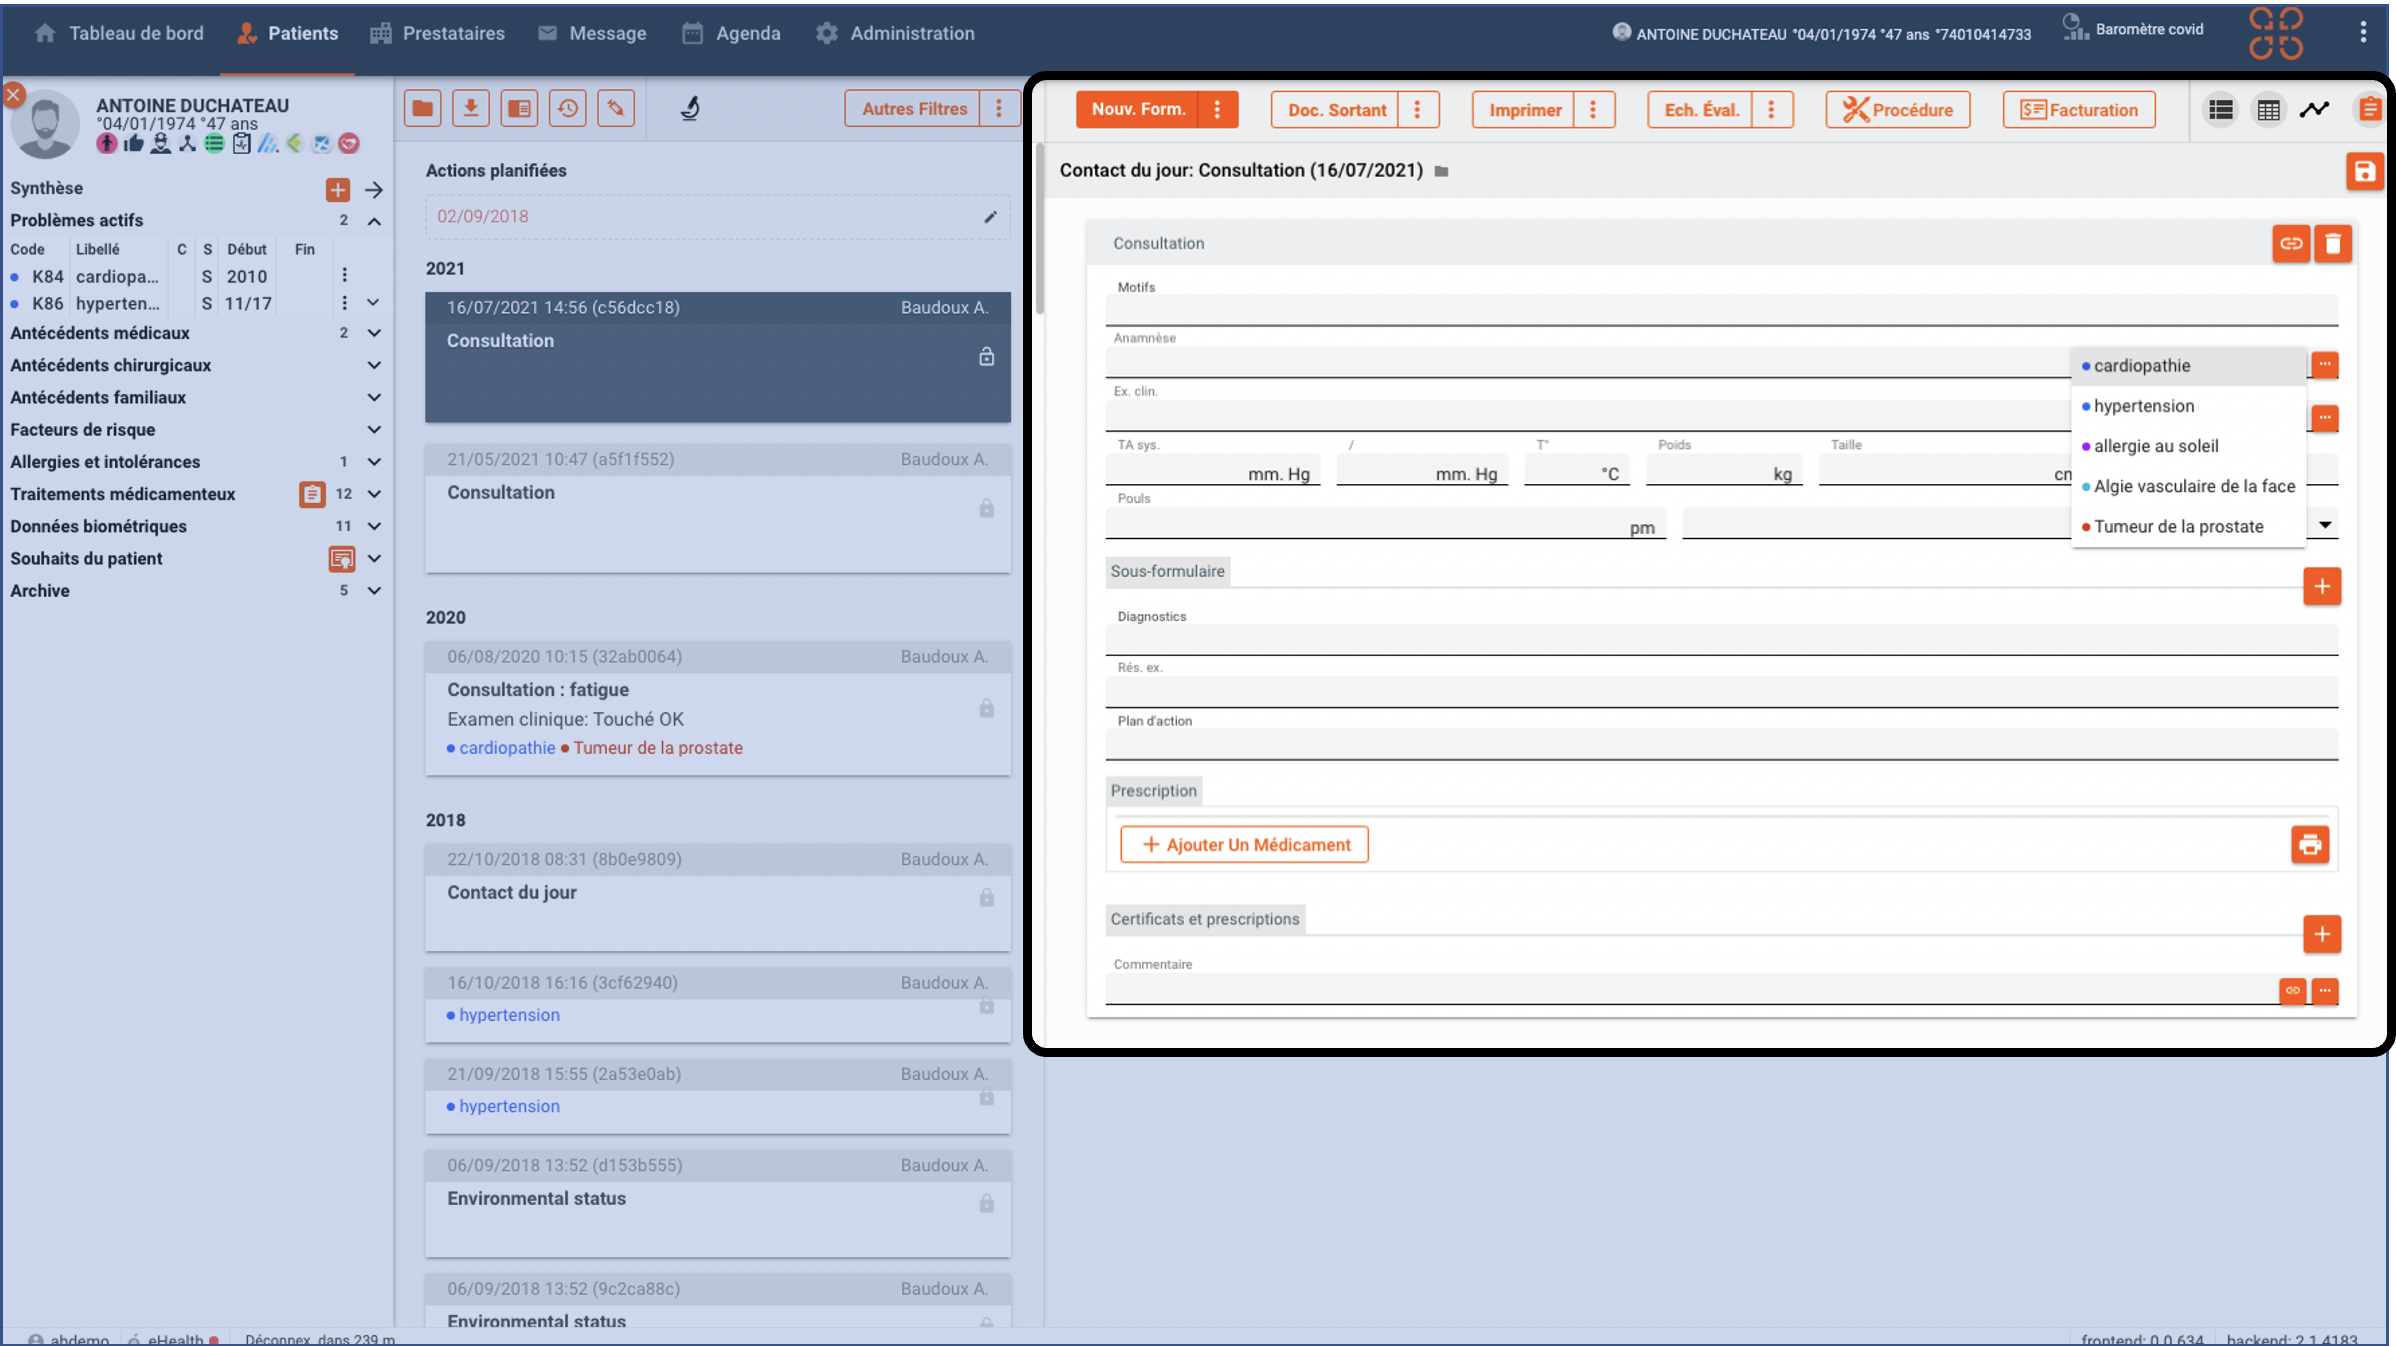 Tableau de bord
Patients
Prestataires
Message
Agenda
Administration
ANTOINE DUCHATEAU °04/01/1974 °47 ans °74010414733
Baromètre covid
ANTOINE DUCHATEAU
°04/01/1974 °47 ans
Synthèse
Problèmes actifs 2
Code Libellé C S Début Fin
K84 cardiopa... S 2010
K86 hyperten... S 11/17
Antécédents médicaux 2
Antécédents chirurgicaux
Antécédents familiaux
Facteurs de risque
Allergies et intolérances 1
Traitements médicamenteux 12
Données biométriques 11
Souhaits du patient
Archive 5
Autres Filtres
Actions planifiées
02/09/2018
2021
16/07/2021 14:56 (c56dcc18) Baudoux A.
Consultation
21/05/2021 10:47 (a5f1f552) Baudoux A.
Consultation
2020
06/08/2020 10:15 (32ab0064) Baudoux A.
Consultation : fatigue
Examen clinique: Touché OK
cardiopathie Tumeur de la prostate
2018
22/10/2018 08:31 (8b0e9809) Baudoux A.
Contact du jour
16/10/2018 16:16 (3cf62940) Baudoux A.
hypertension
21/09/2018 15:55 (2a53e0ab) Baudoux A.
hypertension
06/09/2018 13:52 (d153b555) Baudoux A.
Environmental status
06/09/2018 13:52 (9c2ca88c) Baudoux A.
Environmental status
Nouv. Form.
Doc. Sortant
Imprimer
Ech. Éval.
Procédure
Facturation
Contact du jour: Consultation (16/07/2021)
Consultation
Motifs
Anamnèse
Ex. clin.
TA sys. / T° Poids Taille
mm. Hg mm. Hg °C kg cm
Pouls
pm
cardiopathie
hypertension
allergie au soleil
Algie vasculaire de la face
Tumeur de la prostate
Sous-formulaire
Diagnostics
Rés. ex.
Plan d'action
Prescription
Ajouter Un Médicament
Certificats et prescriptions
Commentaire
abdemo
eHealth
Déconnex. dans 239 m
frontend: 0.0.634
backend: 2.1.4183